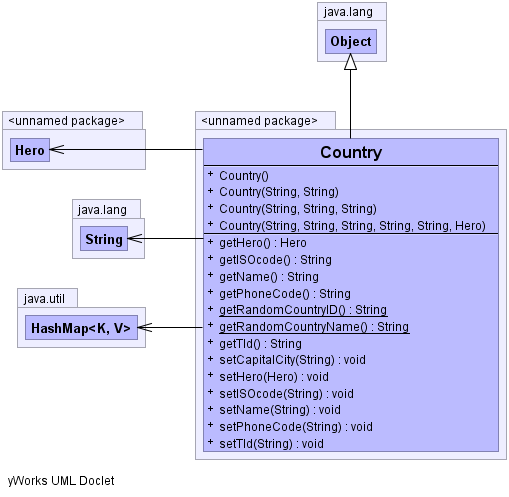 java.lang
Object
<unnamed package>
Hero
<unnamed package>
Country
+ Country()
+ Country(String, String)
+ Country(String, String, String)
+ Country(String, String, String, String, String, Hero)
+ getHero() : Hero
+ getISOcode() : String
+ getName() : String
+ getPhoneCode() : String
+ getRandomCountryID() : String
+ getRandomCountryName() : String
+ getTld() : String
+ setCapitalCity(String) : void
+ setHero(Hero) : void
+ setISOcode(String) : void
+ setName(String) : void
+ setPhoneCode(String) : void
+ setTld(String) : void
java.lang
String
java.util
HashMap<K, V>
yWorks UML Doclet